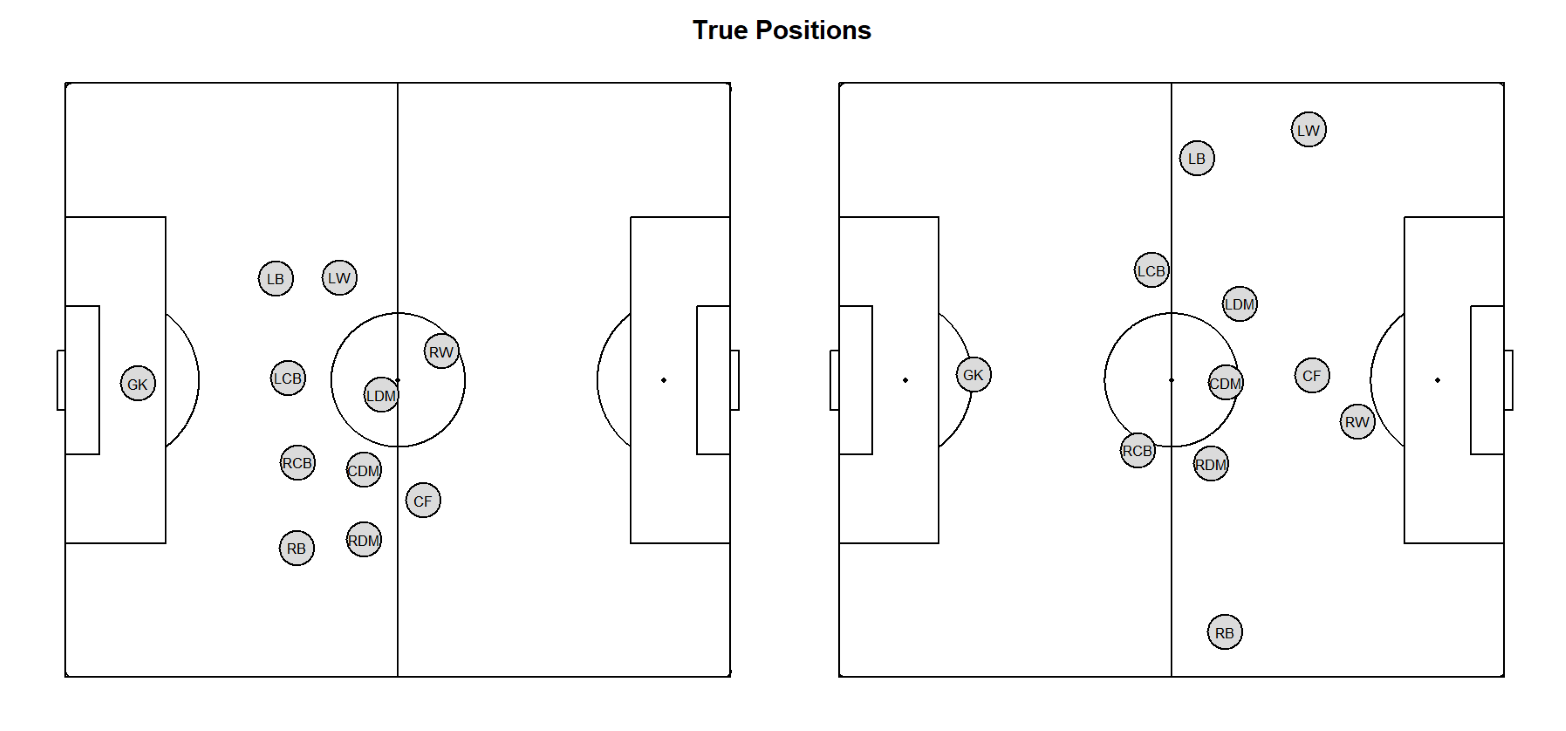 True Positions
LB
LW
RW
LCB
GK
LDM
RCB
CDM
CF
RDM
RB
LW
LB
LCB
LDM
GK
CF
CDM
RW
RCB
RDM
RB